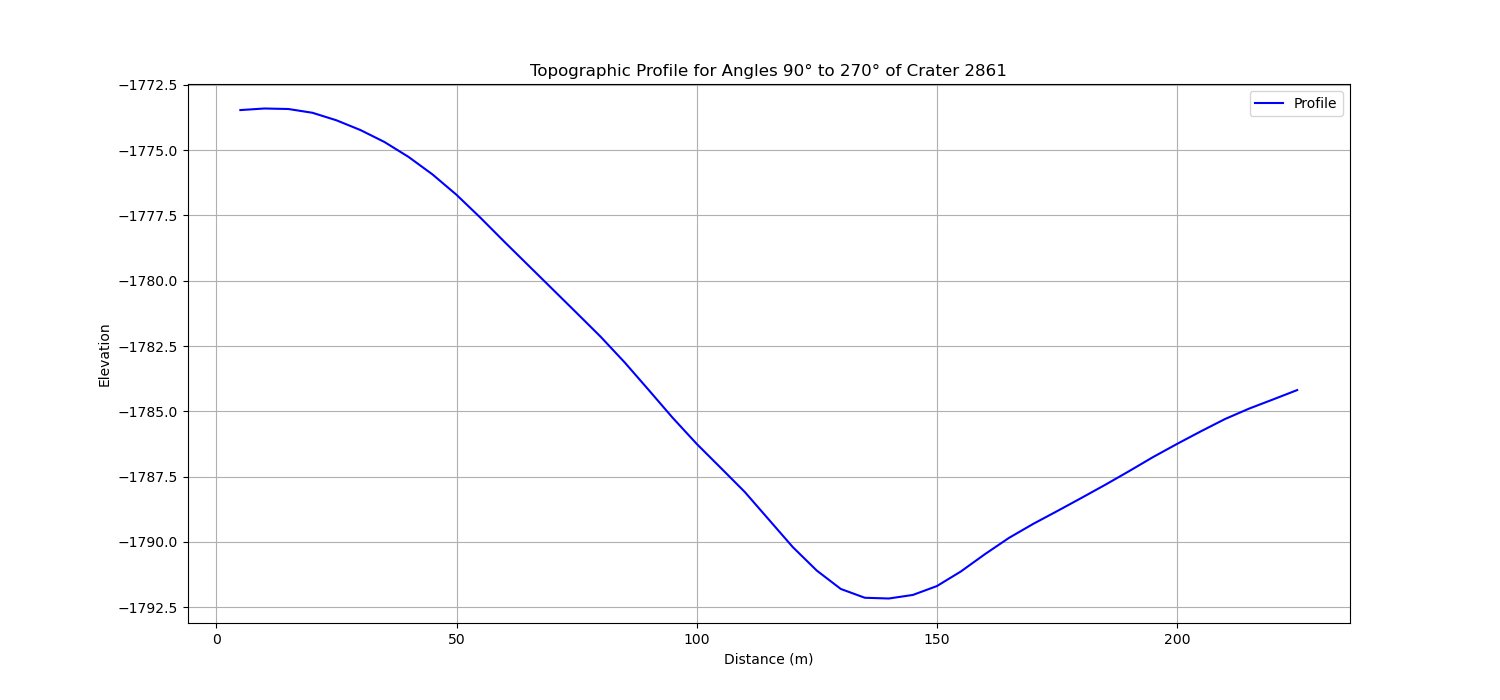 Topographic Profile for Angles 90° to 270° of Crater 2861
Profile
−1772.5
−1775.0
−1777.5
−1780.0
−1782.5
−1785.0
−1787.5
−1790.0
−1792.5
Elevation
0 50 100 150 200
Distance (m)